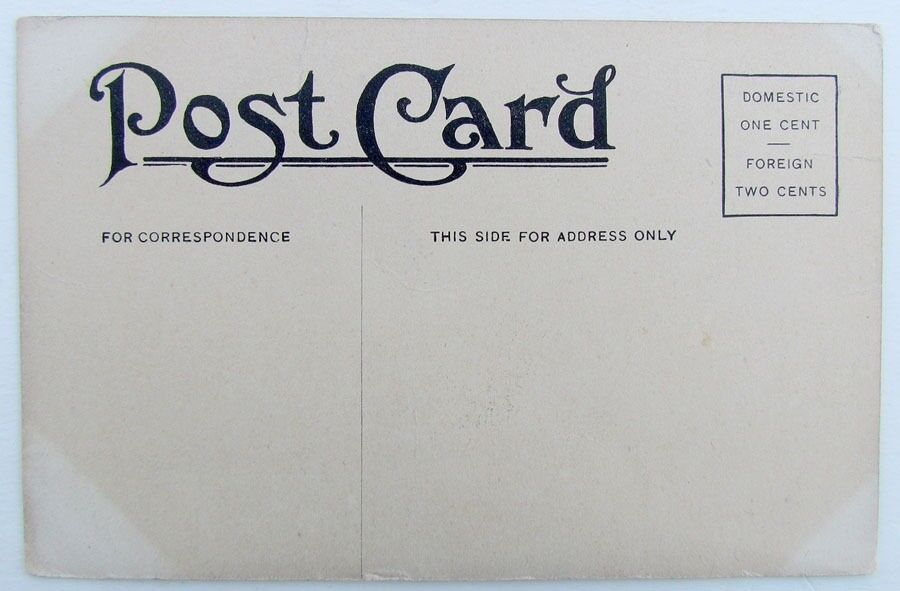 Post Card
DOMESTIC
ONE CENT
—
FOREIGN
TWO CENTS
FOR CORRESPONDENCE
THIS SIDE FOR ADDRESS ONLY